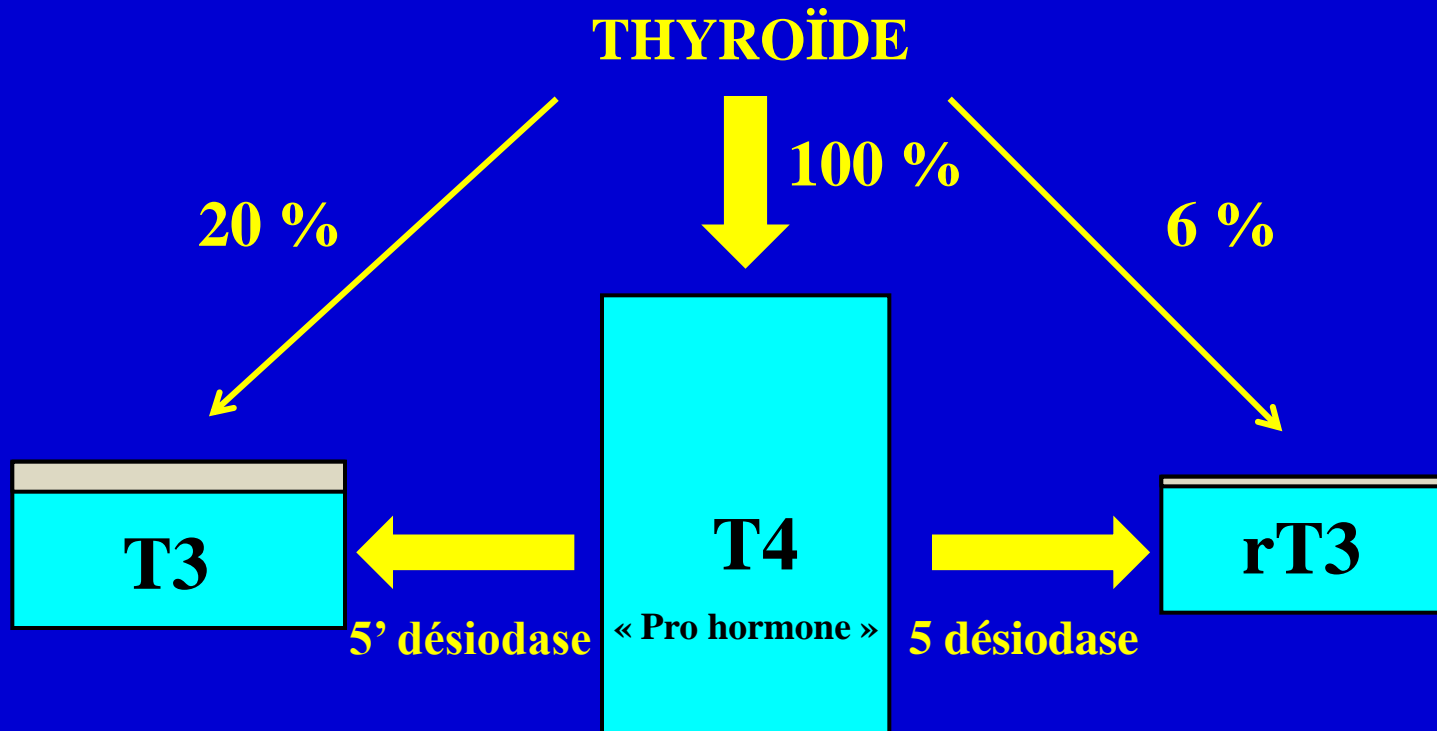 THYROÏDE
100 %
20 %
6 %
T3
T4
rT3
« Pro hormone »
5’ désiodase
5 désiodase